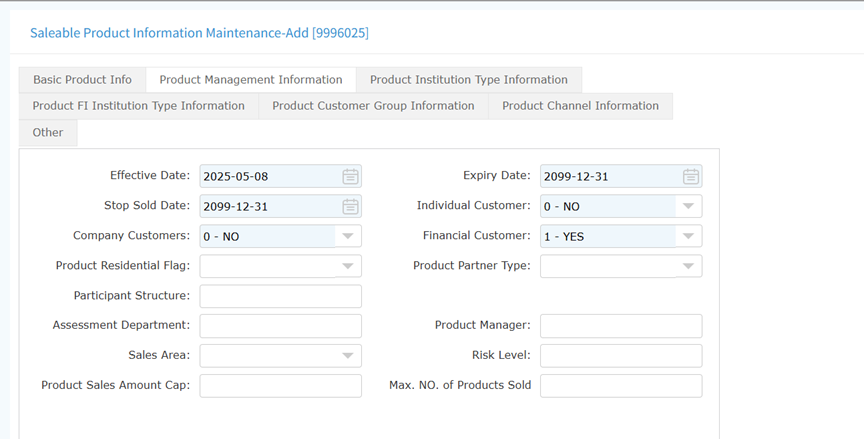 Saleable Product Information Maintenance-Add [9996025]
Basic Product Info Product Management Information Product Institution Type Information
Product FI Institution Type Information Product Customer Group Information Product Channel Information
Other
Effective Date: 2025-05-08 Expiry Date: 2099-12-31
Stop Sold Date: 2099-12-31 Individual Customer: 0 - NO
Company Customers: 0 - NO Financial Customer: 1 - YES
Product Residential Flag: Product Partner Type:
Participant Structure:
Assessment Department: Product Manager:
Sales Area: Risk Level:
Product Sales Amount Cap: Max. NO. of Products Sold